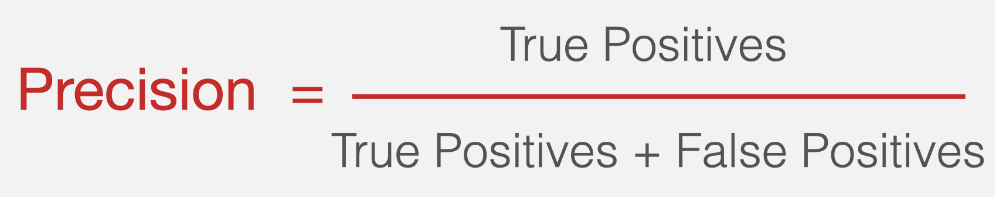 True Positives
Precision =
True Positives + False Positives